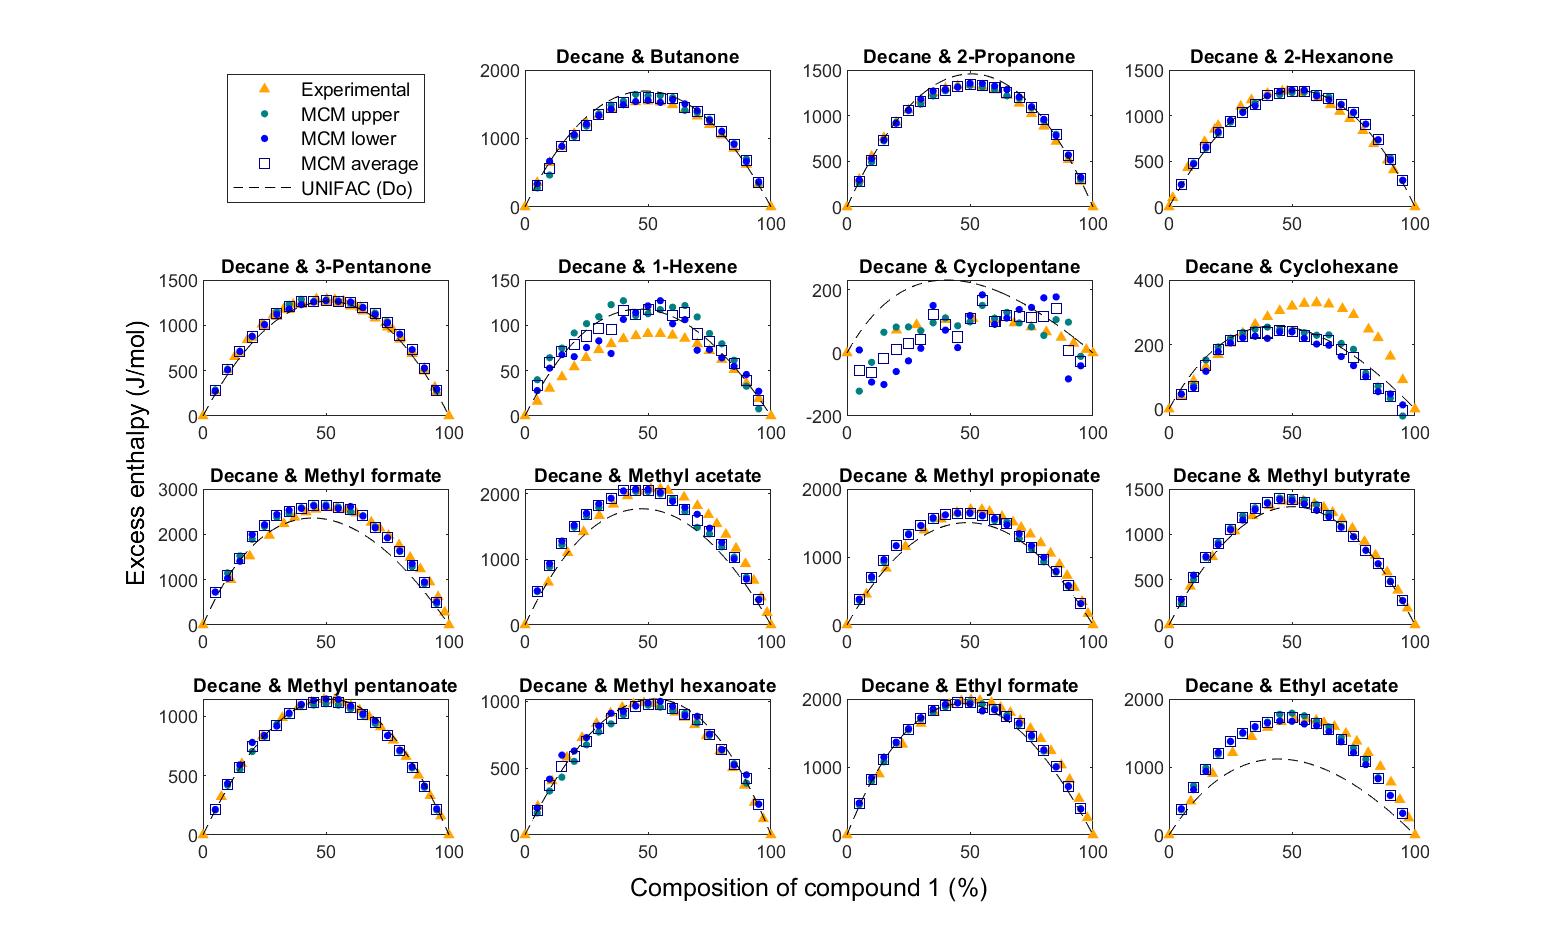 Experimental
MCM upper
MCM lower
MCM average
UNIFAC (Do)
Decane & Butanone
2000
1000
0
0 50 100
Decane & 2-Propanone
1500
1000
500
0
0 50 100
Decane & 2-Hexanone
1500
1000
500
0
0 50 100
Excess enthalpy (J/mol)
Decane & 3-Pentanone
1500
1000
500
0
0 50 100
Decane & 1-Hexene
150
100
50
0
0 50 100
Decane & Cyclopentane
200
0
-200
0 50 100
Decane & Cyclohexane
400
200
0
0 50 100
Decane & Methyl formate
3000
2000
1000
0
0 50 100
Decane & Methyl acetate
2000
1000
0
0 50 100
Decane & Methyl propionate
2000
1000
0
0 50 100
Decane & Methyl butyrate
1500
1000
500
0
0 50 100
Decane & Methyl pentanoate
1000
500
0
0 50 100
Decane & Methyl hexanoate
1000
500
0
0 50 100
Decane & Ethyl formate
2000
1000
0
0 50 100
Decane & Ethyl acetate
2000
1000
0
0 50 100
Composition of compound 1 (%)